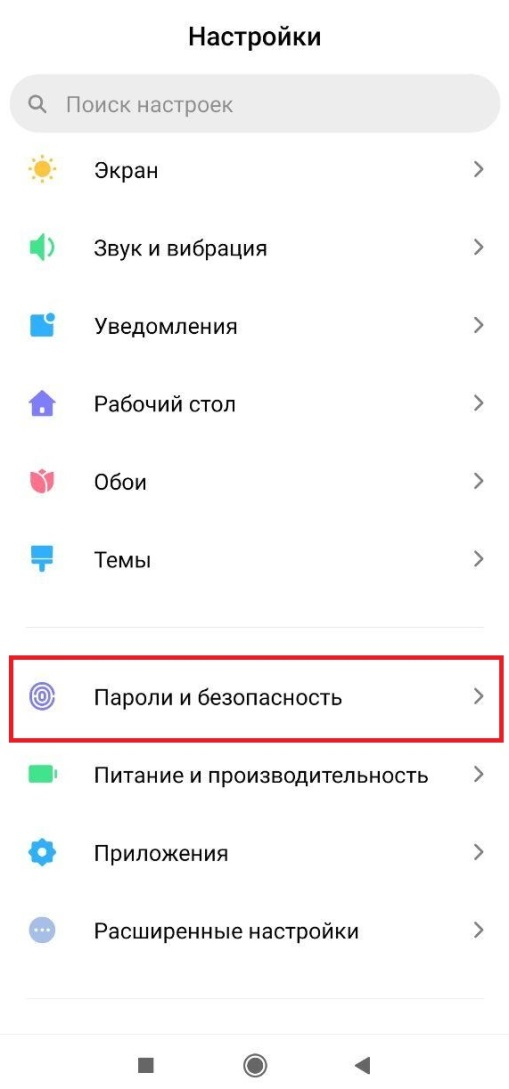 Настройки
Поиск настроек
Экран
Звук и вибрация
Уведомления
Рабочий стол
Обои
Темы
Пароли и безопасность
Питание и производительность
Приложения
Расширенные настройки